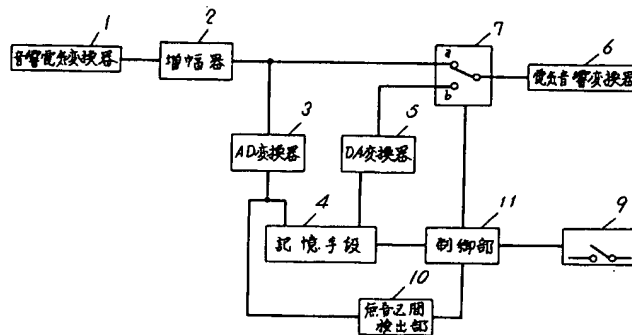 1
音響電気変換器
2
増幅器
a
b
7
6
電気音響変換器
3
AD変換器
5
DA変換器
4
記憶手段
11
制御部
9
10
短音区間
検出部